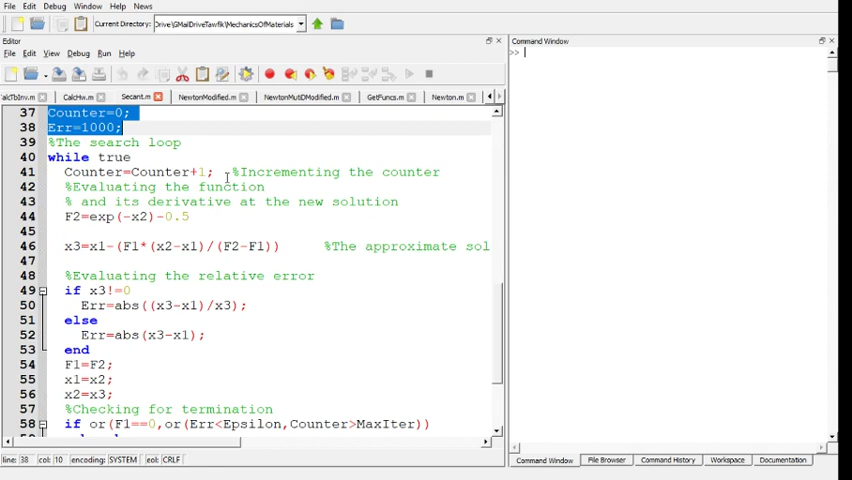 File Edit View Debug Window Help News
Current Directory: Drive\GMailDriveTawfik\MechanicsOfMaterials
Editor
File Edit View Debug Run Help
CalcTbInv.m CalcHw.m Secant.m NewtonModified.m NewtonMutiDModified.m GetFuncs.m Newton.m
37 Counter=0;
38 Err=1000;
39 %The search loop
40 while true
41 Counter=Counter+1; %Incrementing the counter
42 %Evaluating the function
43 % and its derivative at the new solution
44 F2=exp(-x2)-0.5
45
46 x3=x1-(F1*(x2-x1)/(F2-F1)) %The approximate sol
47
48 %Evaluating the relative error
49 if x3!=0
50 Err=abs((x3-x1)/x3);
51 else
52 Err=abs(x3-x1);
53 end
54 F1=F2;
55 x1=x2;
56 x2=x3;
57 %Checking for termination
58 if or(F1==0,or(Err<Epsilon,Counter>MaxIter))
line: 38 col: 10 encoding: SYSTEM eol: CRLF
Command Window
>>
Command Window File Browser Command History Workspace Documentation